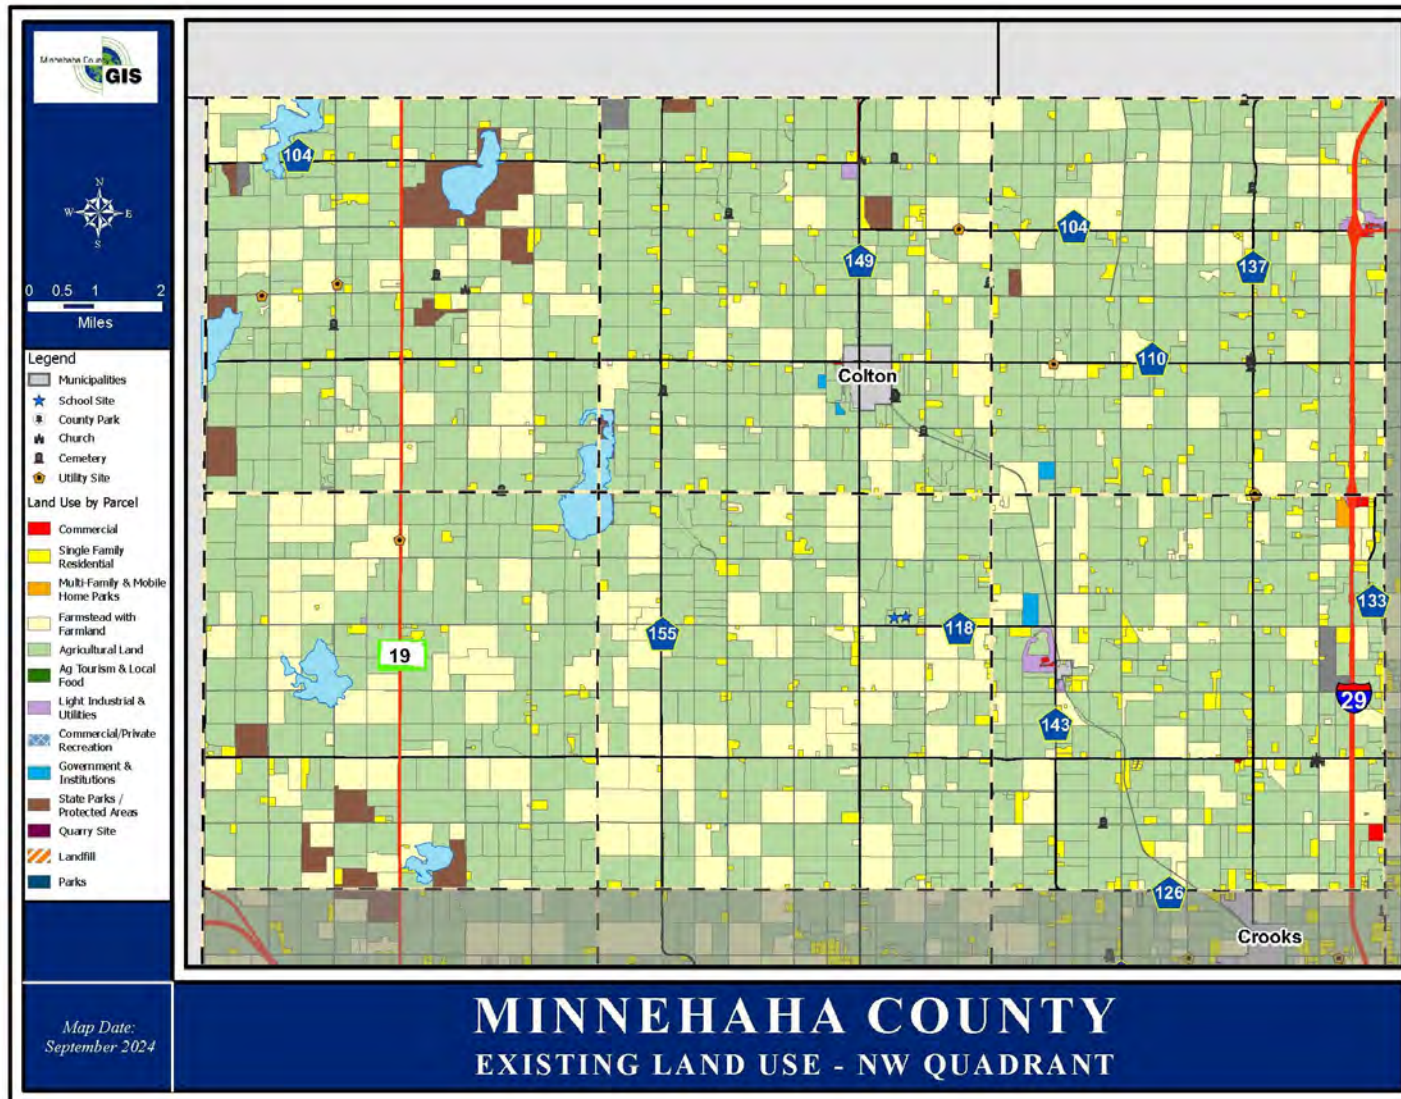 Minnehaha County
GIS
N
W
E
S
0 0.5 1 2
Miles
Legend
Municipalities
School Site
County Park
Church
Cemetery
Utility Site
Land Use by Parcel
Commercial
Single Family
Residential
Multi-Family & Mobile
Home Parks
Farmstead with
Farmland
Agricultural Land
Ag Tourism & Local
Food
Light Industrial &
Utilities
Commercial/Private
Recreation
Government &
Institutions
State Parks /
Protected Areas
Quarry Site
Landfill
Parks
104
104
149
137
110
Colton
133
155
118
19
29
143
126
Crooks
Map Date:
September 2024
MINNEHAHA COUNTY
EXISTING LAND USE - NW QUADRANT